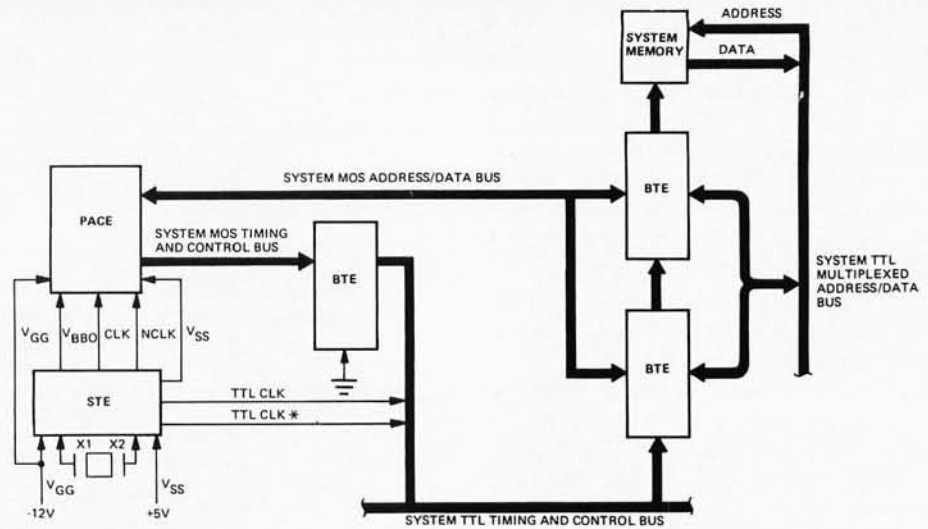 ADDRESS
SYSTEM
MEMORY
DATA
SYSTEM MOS ADDRESS/DATA BUS
PACE
BTE
SYSTEM MOS TIMING
AND CONTROL BUS
BTE
SYSTEM TTL
MULTIPLEXED
ADDRESS/DATA
BUS
VGG
VBBO
CLK
NCLK
VSS
BTE
STE
TTL CLK
TTL CLK *
X1
X2
VGG
VSS
-12V
+5V
SYSTEM TTL TIMING AND CONTROL BUS